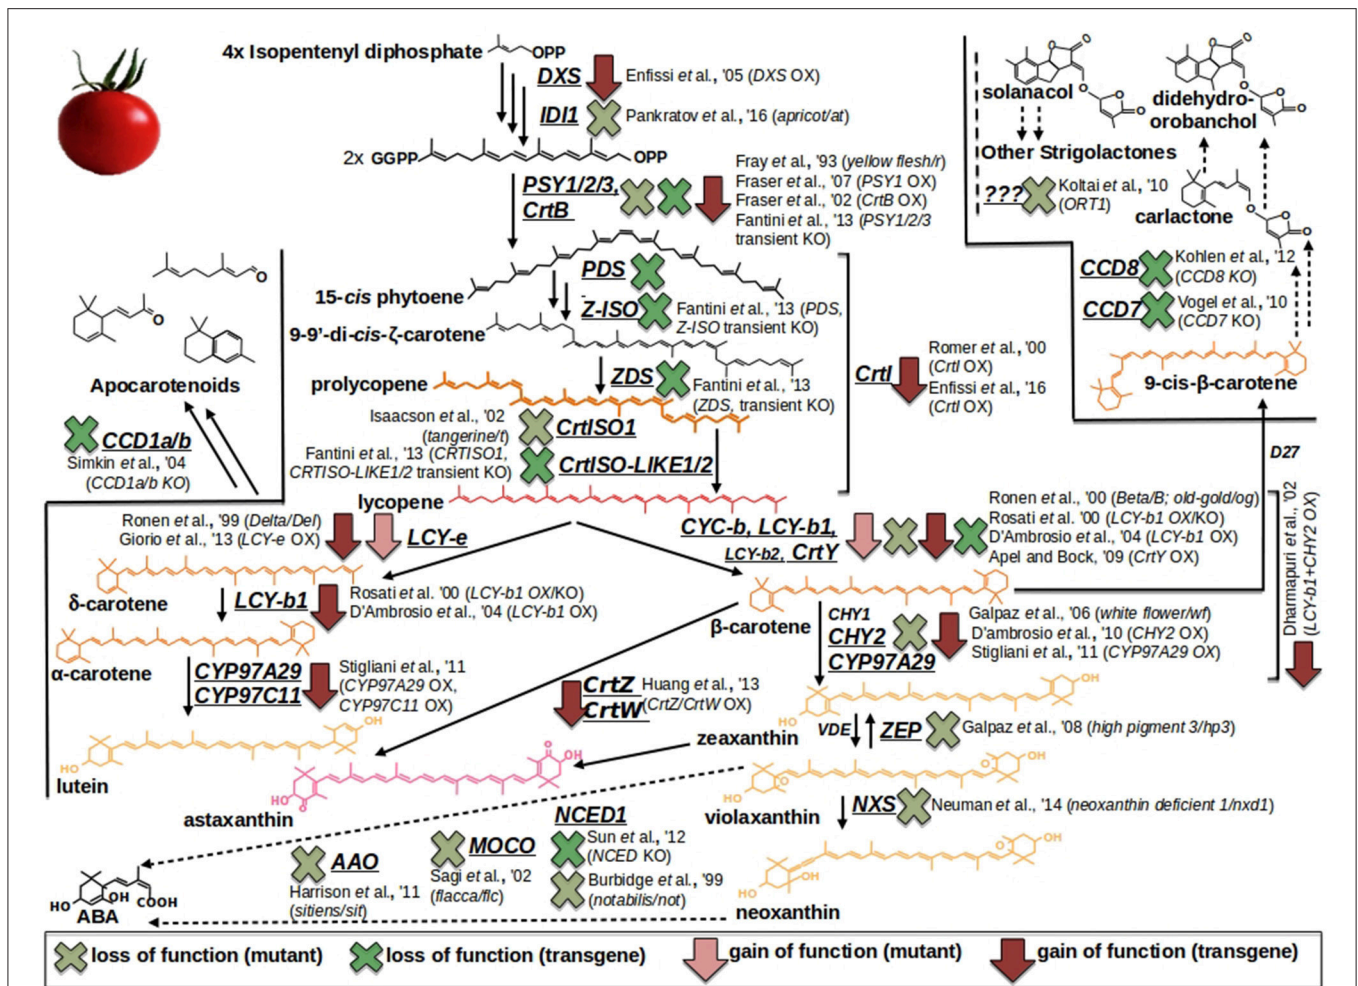 4x Isopentenyl diphosphate
OPP
DXS
Enfissi et al., '05 (DXS OX)
IDI1
Pankratov et al., '16 (apricot/at)
2x GGPP
OPP
PSY1/2/3,
CrtB
Fray et al., '93 (yellow flesh/r)
Fraser et al., '07 (PSY1 OX)
Fraser et al., '02 (CrtB OX)
Fantini et al., '13 (PSY1/2/3
transient KO)
15-cis phytoene
PDS
Z-ISO
Fantini et al., '13 (PDS,
Z-ISO transient KO)
9-9'-di-cis-ζ-carotene
ZDS
Fantini et al., '13
(ZDS, transient KO)
prolycopene
Isaacson et al., '02
(tangerine/t)
CrtISO1
Fantini et al., '13 (CRTISO1,
CRTISO-LIKE1/2 transient KO)
CrtISO-LIKE1/2
lycopene
CrtI
Romer et al., '00
(CrtI OX)
Enfissi et al., '16
(CrtI OX)
O
O
Apocarotenoids
CCD1a/b
Simkin et al., '04
(CCD1a/b KO)
O
O
O
O
O
O
O
O
O
O
solanacol
didehydro-
orobanchol
Other Strigolactones
???
Koltai et al., '10
(ORT1)
carlactone
O
O
O
CCD8
Kohlen et al., '12
(CCD8 KO)
CCD7
Vogel et al., '10
(CCD7 KO)
9-cis-β-carotene
D27
Ronen et al., '99 (Delta/Del)
Giorio et al., '13 (LCY-e OX)
LCY-e
CYC-b, LCY-b1,
LCY-b2, CrtY
Ronen et al., '00 (Beta/B; old-gold/og)
Rosati et al. '00 (LCY-b1 OX/KO)
D'Ambrosio et al., '04 (LCY-b1 OX)
Apel and Bock, '09 (CrtY OX)
Dharmapuri et al., '02
(LCY-b1+CHY2 OX)
δ-carotene
LCY-b1
Rosati et al. '00 (LCY-b1 OX/KO)
D'Ambrosio et al., '04 (LCY-b1 OX)
α-carotene
CYP97A29
CYP97C11
Stigliani et al., '11
(CYP97A29 OX,
CYP97C11 OX)
OH
HO
lutein
β-carotene
CHY1
CHY2
CYP97A29
Galpaz et al., '06 (white flower/wf)
D'ambrosio et al., '10 (CHY2 OX)
Stigliani et al., '11 (CYP97A29 OX)
CrtZ
CrtW
Huang et al., '13
(CrtZ/CrtW OX)
OH
HO
zeaxanthin
VDE
ZEP
Galpaz et al., '08 (high pigment 3/hp3)
O
OH
HO
O
astaxanthin
OH
O
O
HO
violaxanthin
NXS
Neuman et al., '14 (neoxanthin deficient 1/nxd1)
OH
O
OH
HO
neoxanthin
NCED1
Sun et al., '12
(NCED KO)
Burbidge et al., '99
(notabilis/not)
MOCO
Sagi et al., '02
(flacca/flc)
AAO
Harrison et al., '11
(sitiens/sit)
OH
COOH
HO
O
ABA
loss of function (mutant)
loss of function (transgene)
gain of function (mutant)
gain of function (transgene)